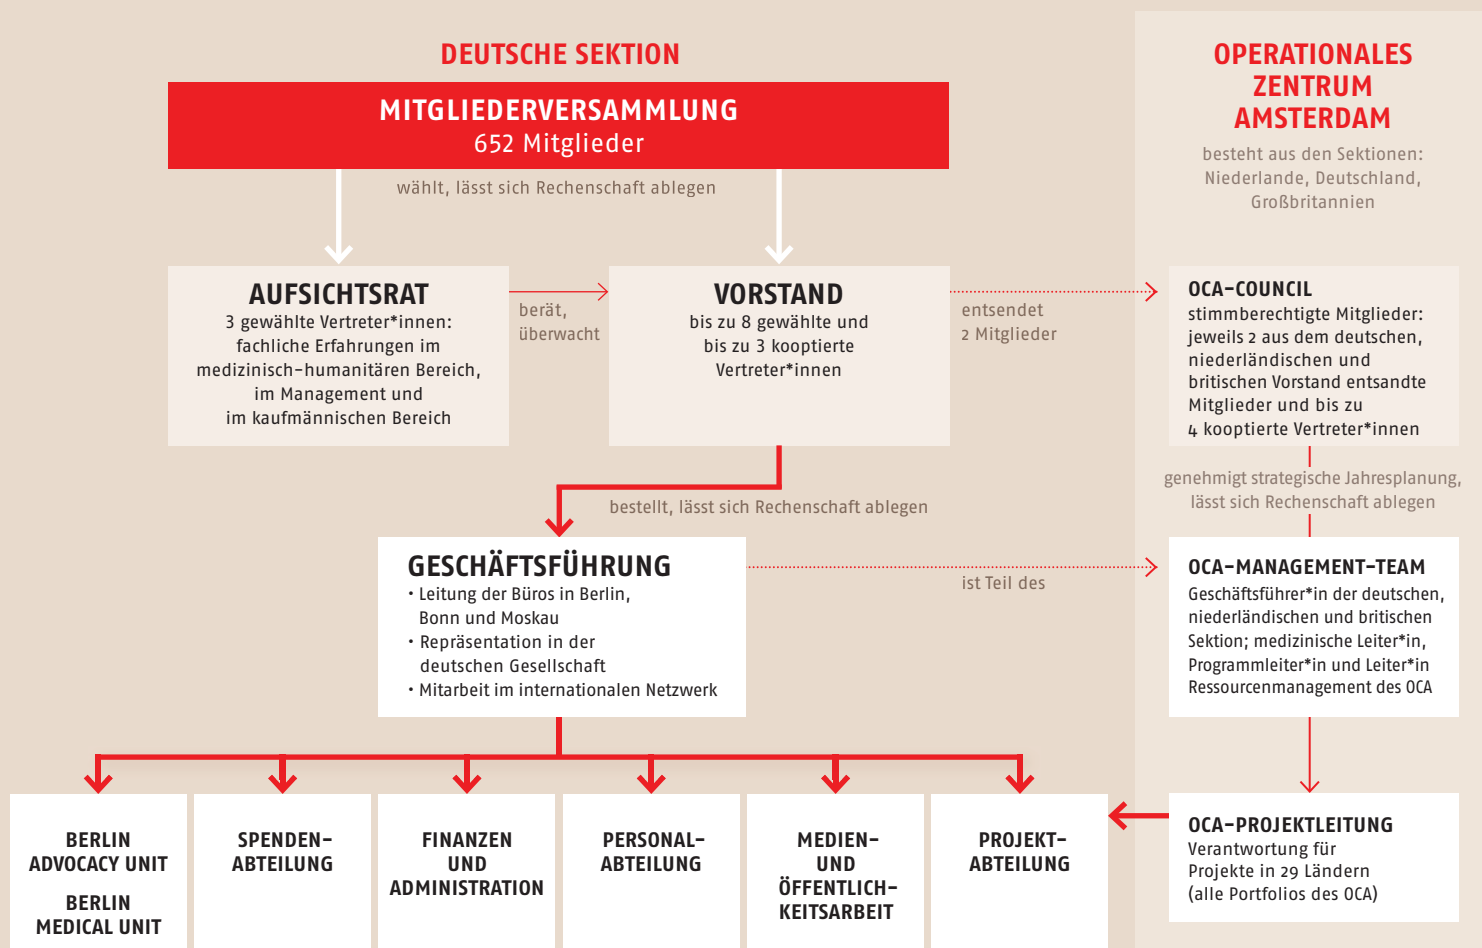 DEUTSCHE SEKTION
MITGLIEDERVERSAMMLUNG
652 Mitglieder
wählt, lässt sich Rechenschaft ablegen
AUFSICHTSRAT
3 gewählte Vertreter*innen:
fachliche Erfahrungen im
medizinisch-humanitären Bereich,
im Management und
im kaufmännischen Bereich
berät,
überwacht
VORSTAND
bis zu 8 gewählte und
bis zu 3 kooptierte
Vertreter*innen
entsendet
2 Mitglieder
bestellt, lässt sich Rechenschaft ablegen
GESCHÄFTSFÜHRUNG
• Leitung der Büros in Berlin,
Bonn und Moskau
• Repräsentation in der
deutschen Gesellschaft
• Mitarbeit im internationalen Netzwerk
ist Teil des
BERLIN
ADVOCACY UNIT
BERLIN
MEDICAL UNIT
SPENDEN-
ABTEILUNG
FINANZEN
UND
ADMINISTRATION
PERSONAL-
ABTEILUNG
MEDIEN-
UND
ÖFFENTLICH-
KEITSARBEIT
PROJEKT-
ABTEILUNG
OPERATIONALES
ZENTRUM
AMSTERDAM
besteht aus den Sektionen:
Niederlande, Deutschland,
Großbritannien
OCA-COUNCIL
stimmberechtigte Mitglieder:
jeweils 2 aus dem deutschen,
niederländischen und
britischen Vorstand entsandte
Mitglieder und bis zu
4 kooptierte Vertreter*innen
genehmigt strategische Jahresplanung,
lässt sich Rechenschaft ablegen
OCA-MANAGEMENT-TEAM
Geschäftsführer*in der deutschen,
niederländischen und britischen
Sektion; medizinische Leiter*in,
Programmleiter*in und Leiter*in
Ressourcenmanagement des OCA
OCA-PROJEKTLEITUNG
Verantwortung für
Projekte in 29 Ländern
(alle Portfolios des OCA)